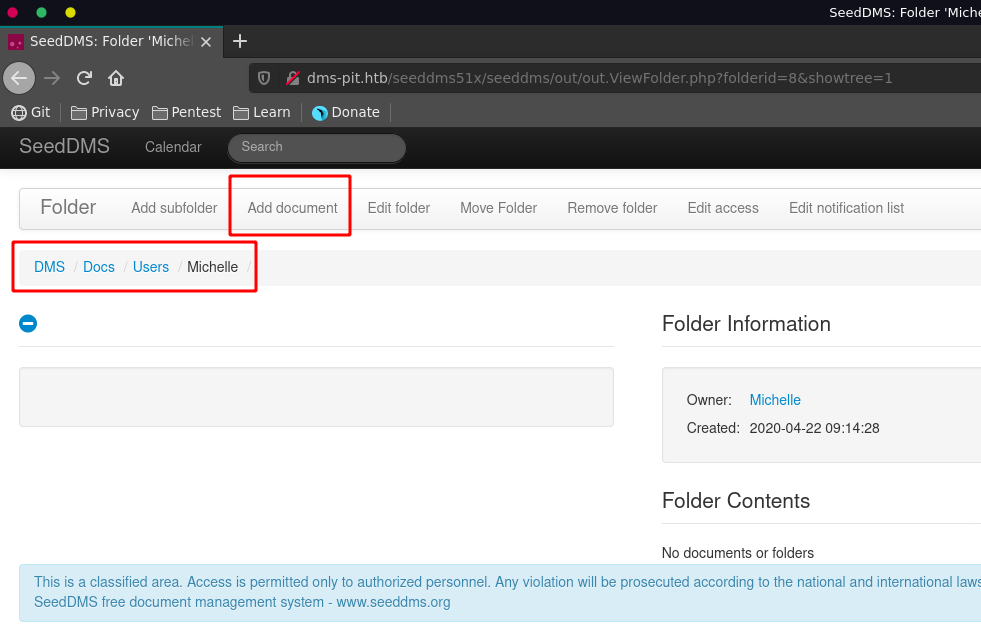 SeedDMS: Folder 'Miche
SeedDMS: Folder 'Michel
dms-pit.htb/seeddms51x/seeddms/out/out.ViewFolder.php?folderid=8&showtree=1
Git Privacy Pentest Learn Donate
SeedDMS Calendar Search
Folder Add subfolder Add document Edit folder Move Folder Remove folder Edit access Edit notification list
DMS / Docs / Users / Michelle /
Folder Information
Owner: Michelle
Created: 2020-04-22 09:14:28
Folder Contents
No documents or folders
This is a classified area. Access is permitted only to authorized personnel. Any violation will be prosecuted according to the national and international laws
SeedDMS free document management system - www.seeddms.org